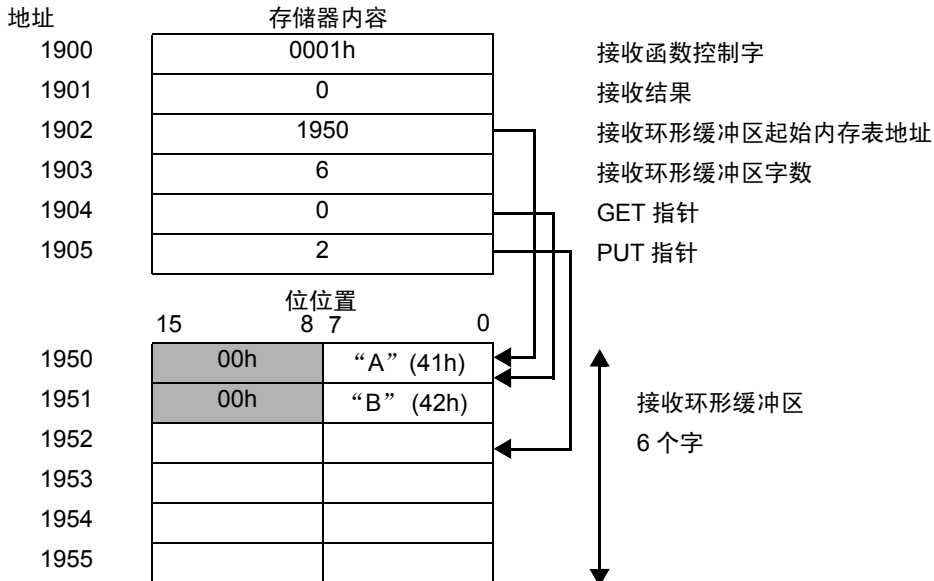 地址 存储器内容
1900 0001h 接收函数控制字
1901 0 接收结果
1902 1950 接收环形缓冲区起始内存表地址
1903 6 接收环形缓冲区字数
1904 0 GET 指针
1905 2 PUT 指针
位位置
15 8 7 0
1950 00h “A” (41h)
1951 00h “B” (42h) 接收环形缓冲区
1952 6 个字
1953
1954
1955